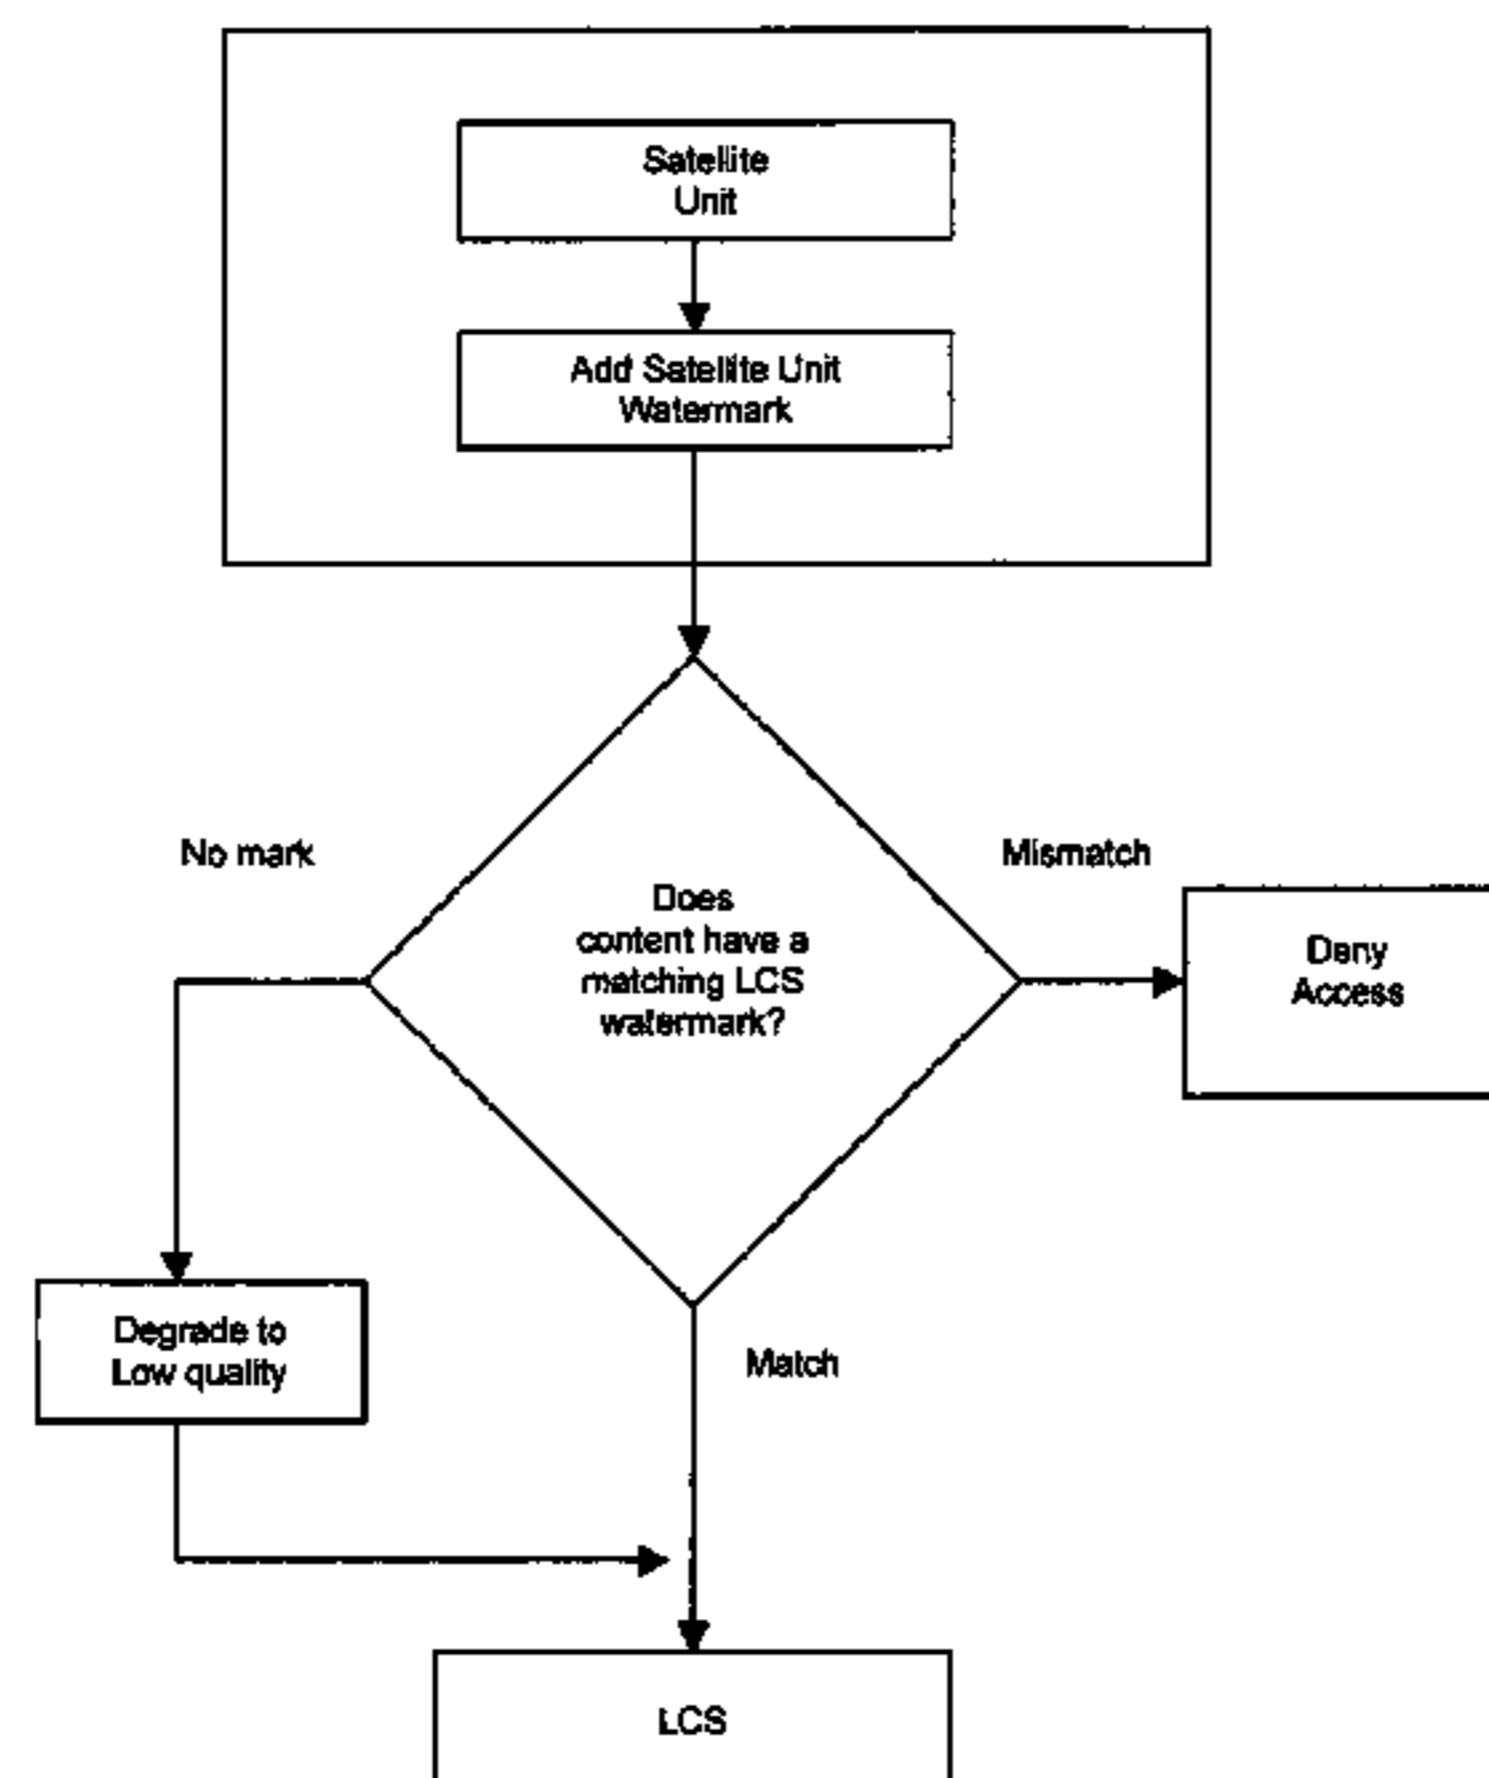 Satellite
Unit
Add Satellite Unit
Watermark
No mark
Mismatch
Does
content have a
matching LCS
watermark?
Deny
Access
Degrade to
Low quality
Match
LCS